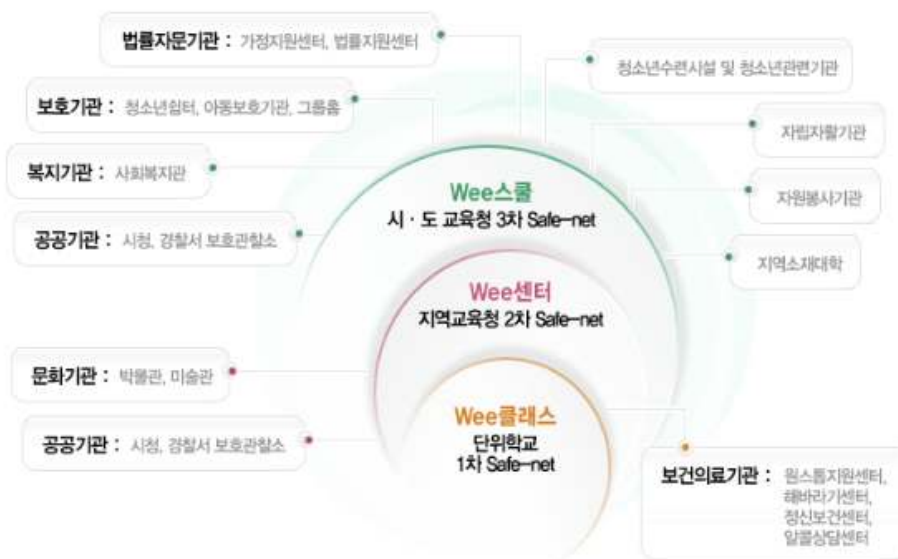 법률자문기관 : 가정지원센터, 법률지원센터
청소년수련시설 및 청소년관련기관
보호기관 : 청소년쉼터, 아동보호기관, 그룹홈
자립자활기관
복지기관 : 사회복지관
자원봉사기관
Wee스쿨
시·도 교육청 3차 Safe-net
공공기관 : 시청, 경찰서 보호관찰소
지역소재대학
Wee센터
지역교육청 2차 Safe-net
문화기관 : 박물관, 미술관
Wee클래스
단위학교
1차 Safe-net
공공기관 : 시청, 경찰서 보호관찰소
보건의료기관 : 원스톱지원센터,
해바라기센터,
정신보건센터,
알콜상담센터